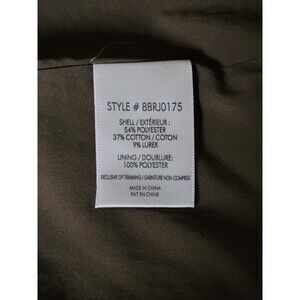 STYLE # 8BRJ0175
SHELL / EXTÉRIEUR :
54% POLYESTER
37% COTTON / COTON
9% LUREX
LINING / DOUBLURE:
100% POLYESTER
EXCLUSIVE OF TRIMMING / GARNITURE NON COMPRISE
MADE IN CHINA
FAIT EN CHINE